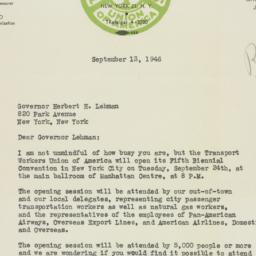 NEW YORK 23, N. Y.
UNION
September 13, 1946
Governor Herbert H. Lehman
820 Park Avenue
New York, New York
Dear Governor Lehman:
I am not unmindful of how busy you are, but the Transport
Workers Union of America will open its Fifth Biennial
Convention in New York City on Tuesday, September 24th, at
the main ballroom of Manhattan Centre, at 8 P.M.
The opening session will be attended by our out-of-town
and our local delegates, representing city passenger
transportation workers as well as natural gas workers,
and the representatives of the employees of Pan-American
Airways, Overseas Export Lines, and American Airlines, Domest
and Overseas.
The opening session will be attended by 5,000 people or more
and we are wondering if you would find it possible to attend